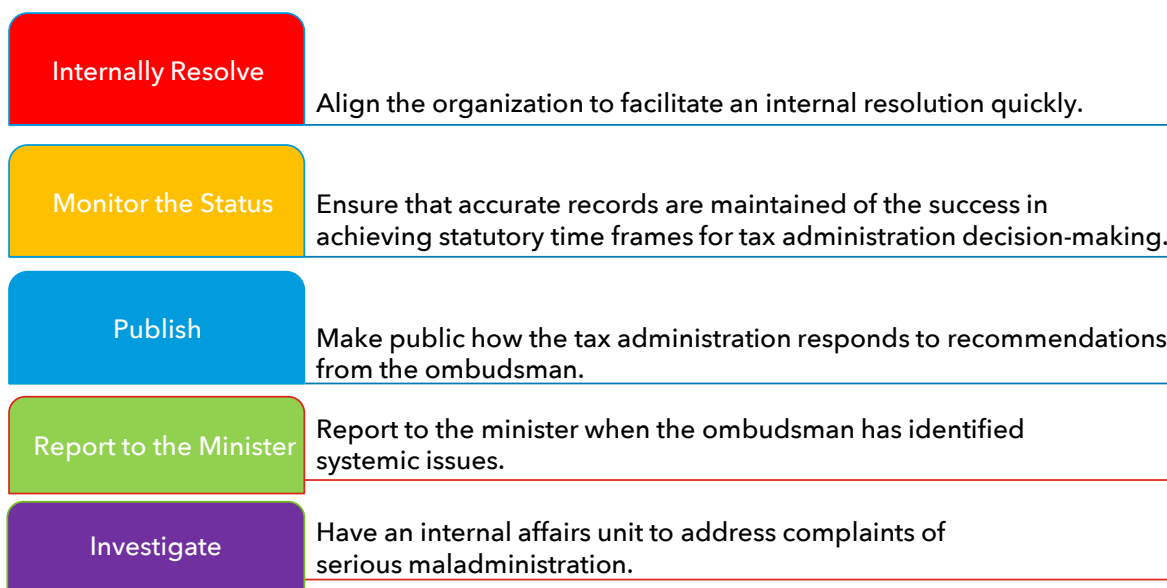 Internally Resolve
Align the organization to facilitate an internal resolution quickly.
Monitor the Status
Ensure that accurate records are maintained of the success in
achieving statutory time frames for tax administration decision-making.
Publish
Make public how the tax administration responds to recommendations
from the ombudsman.
Report to the Minister
Report to the minister when the ombudsman has identified
systemic issues.
Investigate
Have an internal affairs unit to address complaints of
serious maladministration.